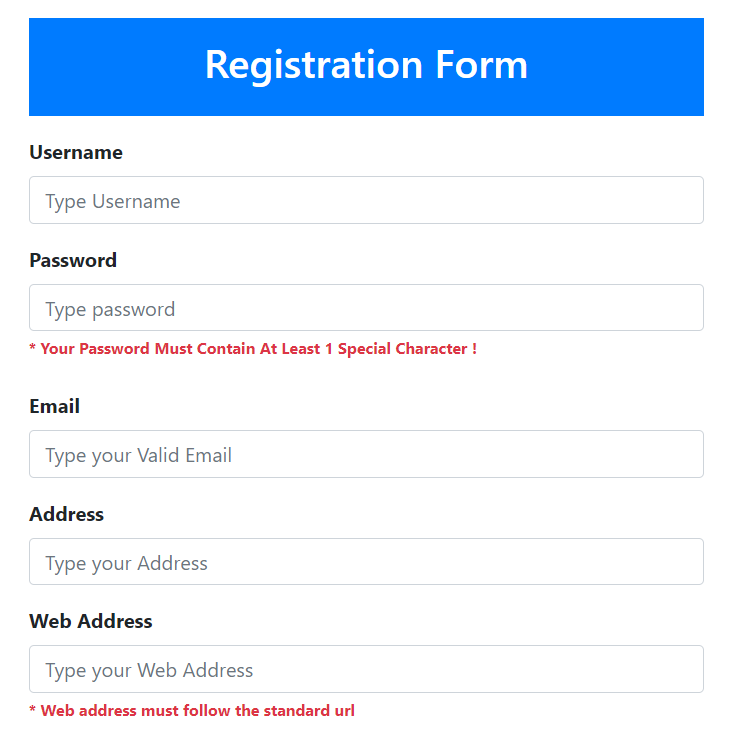 Registration Form
Username
Type Username
Password
Type password
* Your Password Must Contain At Least 1 Special Character !
Email
Type your Valid Email
Address
Type your Address
Web Address
Type your Web Address
* Web address must follow the standard url